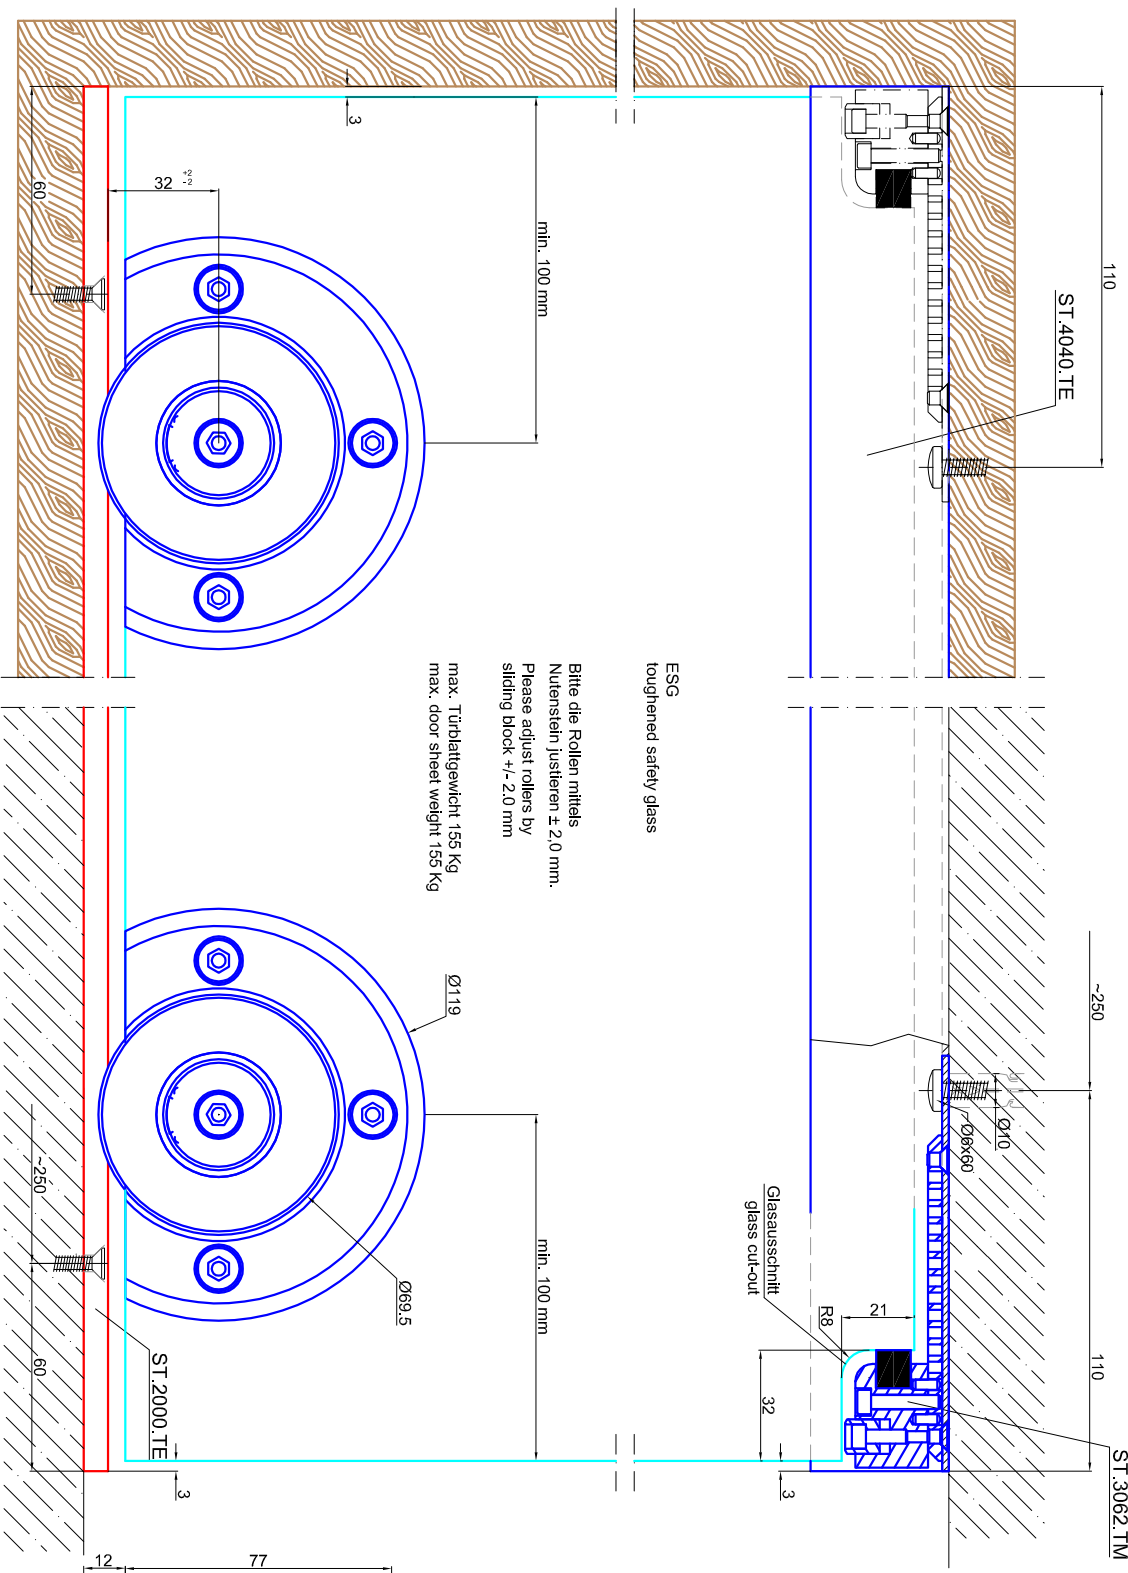 110
ST.4040.TE
~250
110
ST.3062.TM
Ø10
Ø6x60
Glasausschnitt
glass cut-out
R8
21
32
3
ESG
toughened safety glass
Bitte die Rollen mittels
Nutenstein justieren ± 2,0 mm.
Please adjust rollers by
sliding block +/- 2.0 mm
max. Türblattgewicht 155 Kg
max. door sheet weight 155 Kg
min. 100 mm
min. 100 mm
Ø119
Ø69.5
3
32 +2 -2
60
~250
60
ST.2000.TE
3
12
77